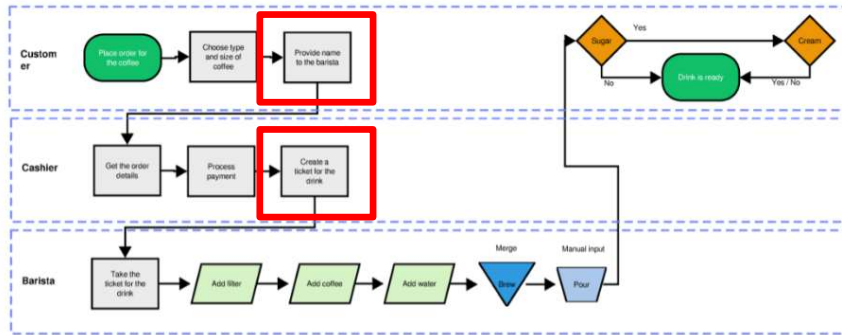 Custom
er
Place order for
the coffee
Choose type
and size of
coffee
Provide name
to the barista
Sugar
Yes
Cream
No
Drink is ready
Yes / No
Cashier
Get the order
details
Process
payment
Create a
ticket for the
drink
Barista
Take the
ticket for the
drink
Add filter
Add coffee
Add water
Merge
Brew
Manual input
Pour